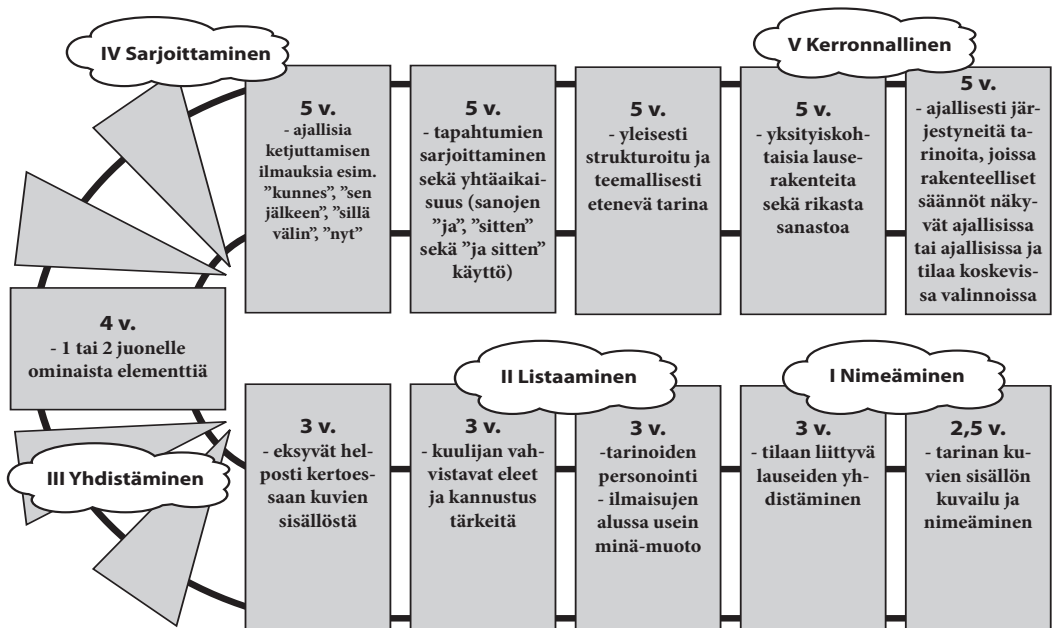 IV Sarjoittaminen
V Kerronnallinen
5 v.
- ajallisia
ketjuttamisen
ilmauksia esim.
”kunnes”, ”sen
jälkeen”, ”sillä
välin”, ”nyt”
5 v.
- tapahtumien
sarjoittaminen
sekä yhtäaikai-
suus (sanojen
”ja”, ”sitten”
sekä ”ja sitten”
käyttö)
5 v.
- yleisesti
strukturoitu ja
teemallisesti
etenevä tarina
5 v.
- yksityiskoh-
taisia lause-
rakenteita
sekä rikasta
sanastoa
5 v.
- ajallisesti jär-
jestyneitä ta-
rinoita, joissa
rakenteelliset
säännöt näky-
vät ajallisissa
tai ajallisissa ja
tilaa koskevis-
sa valinnoissa
4 v.
- 1 tai 2 juonelle
ominaista elementtiä
II Listaaminen
I Nimeäminen
III Yhdistäminen
3 v.
- eksyvät hel-
posti kertoes-
saan kuvien
sisällöstä
3 v.
- kuulijan vah-
vistavat eleet
ja kannustus
tärkeitä
3 v.
-tarinoiden
personointi
- ilmaisujen
alussa usein
minä-muoto
3 v.
- tilaan liittyvä
lauseiden yh-
distäminen
2,5 v.
- tarinan ku-
vien sisällön
kuvailu ja
nimeäminen